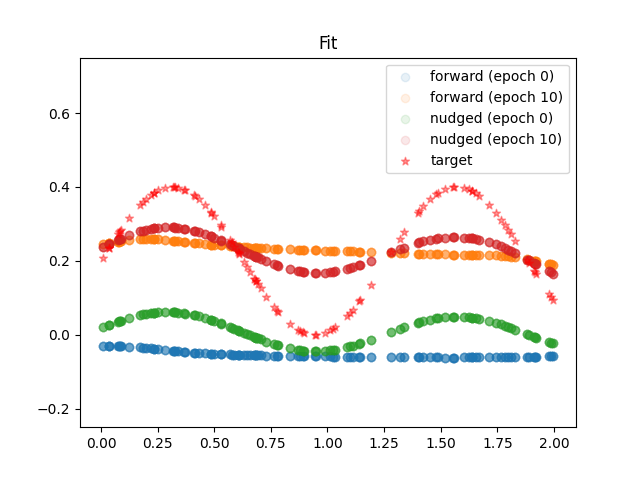 Fit
forward (epoch 0)
forward (epoch 10)
nudged (epoch 0)
nudged (epoch 10)
target
0.6
0.4
0.2
0.0
−0.2
0.00 0.25 0.50 0.75 1.00 1.25 1.50 1.75 2.00